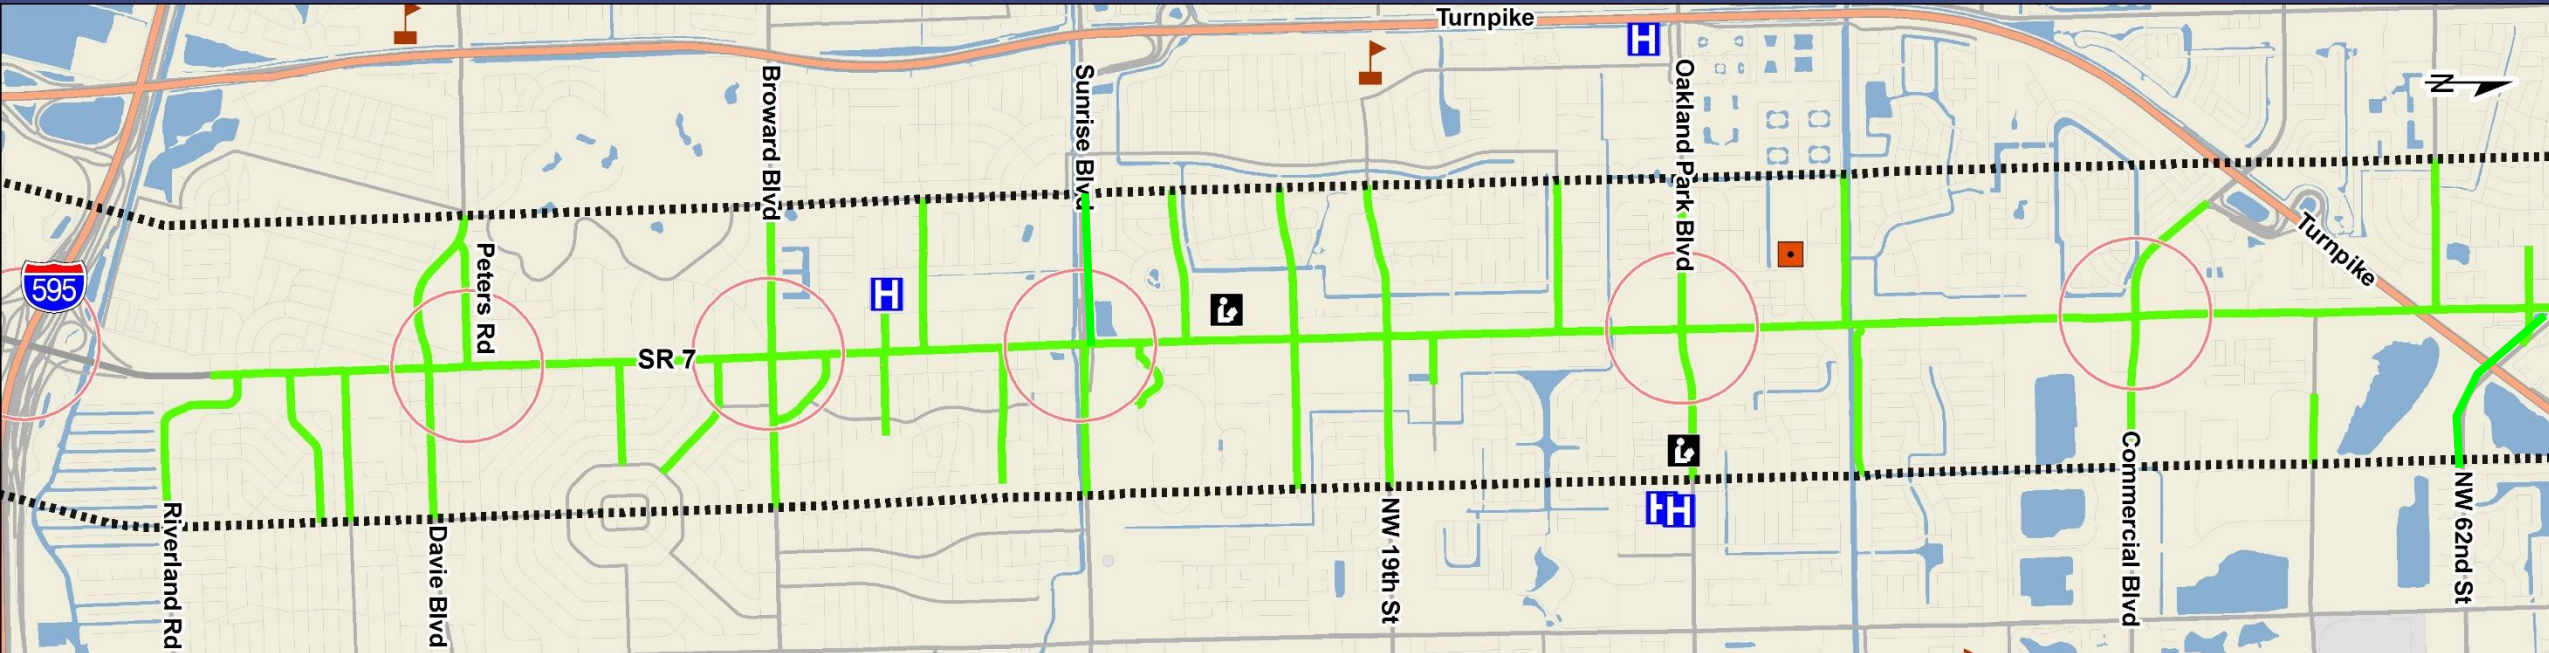 Turnpike
H
N
Broward Blvd
Sunrise Blvd
Oakland Park Blvd
Peters Rd
595
H
Turnpike
SR 7
Riverland Rd
Davie Blvd
NW 19th St
H
H
Commercial Blvd
NW 62nd St